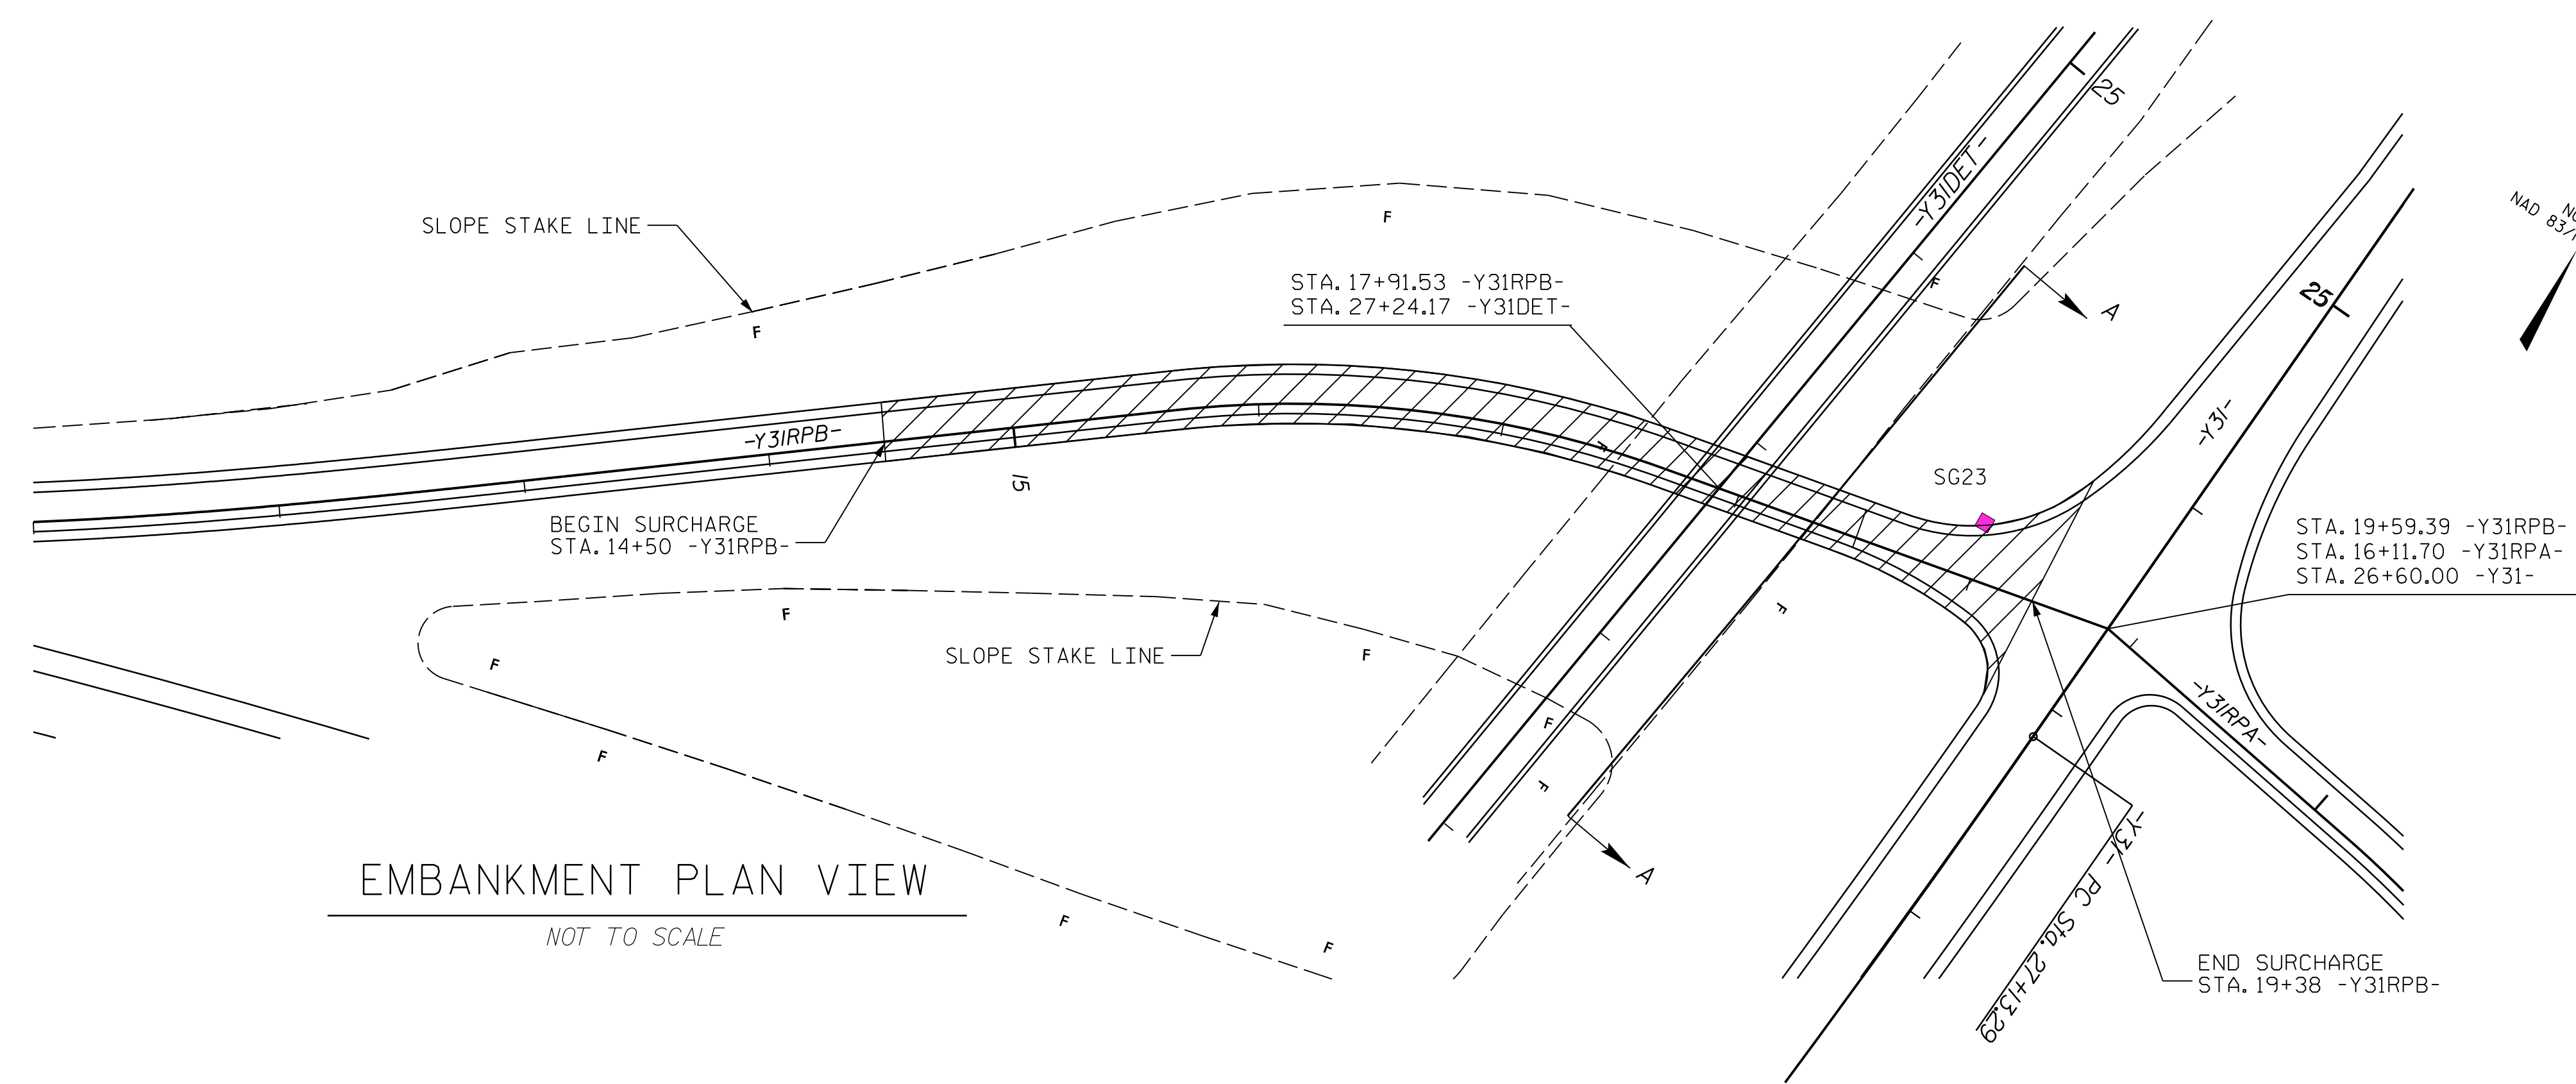 25
-Y31DET-
NAD 83/
F
SLOPE STAKE LINE
F
STA. 17+91.53 -Y31RPB-
STA. 27+24.17 -Y31DET-
F
A
25
F
-Y31RPB-
-Y31-
F
15
SG23
BEGIN SURCHARGE
STA. 14+50 -Y31RPB-
STA. 19+59.39 -Y31RPB-
STA. 16+11.70 -Y31RPA-
STA. 26+60.00 -Y31-
F
F
F
SLOPE STAKE LINE
F
-Y31RPA-
F
F
F
-Y31- PC Sta. 27+13.29
A
EMBANKMENT PLAN VIEW
NOT TO SCALE
F
F
END SURCHARGE
STA. 19+38 -Y31RPB-